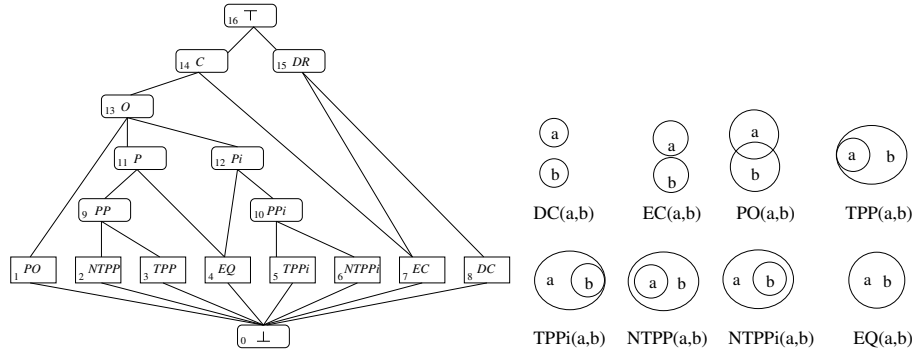 16 ⊤
14 C 15 DR
13 O
11 P 12 Pi
9 PP 10 PPi
1 PO 2 NTPP 3 TPP 4 EQ 5 TPPi 6 NTPPi 7 EC 8 DC
0 ⊥
a a a a b
b b b
DC(a,b) EC(a,b) PO(a,b) TPP(a,b)
a b a b a b a b
TPPi(a,b) NTPP(a,b) NTPPi(a,b) EQ(a,b)